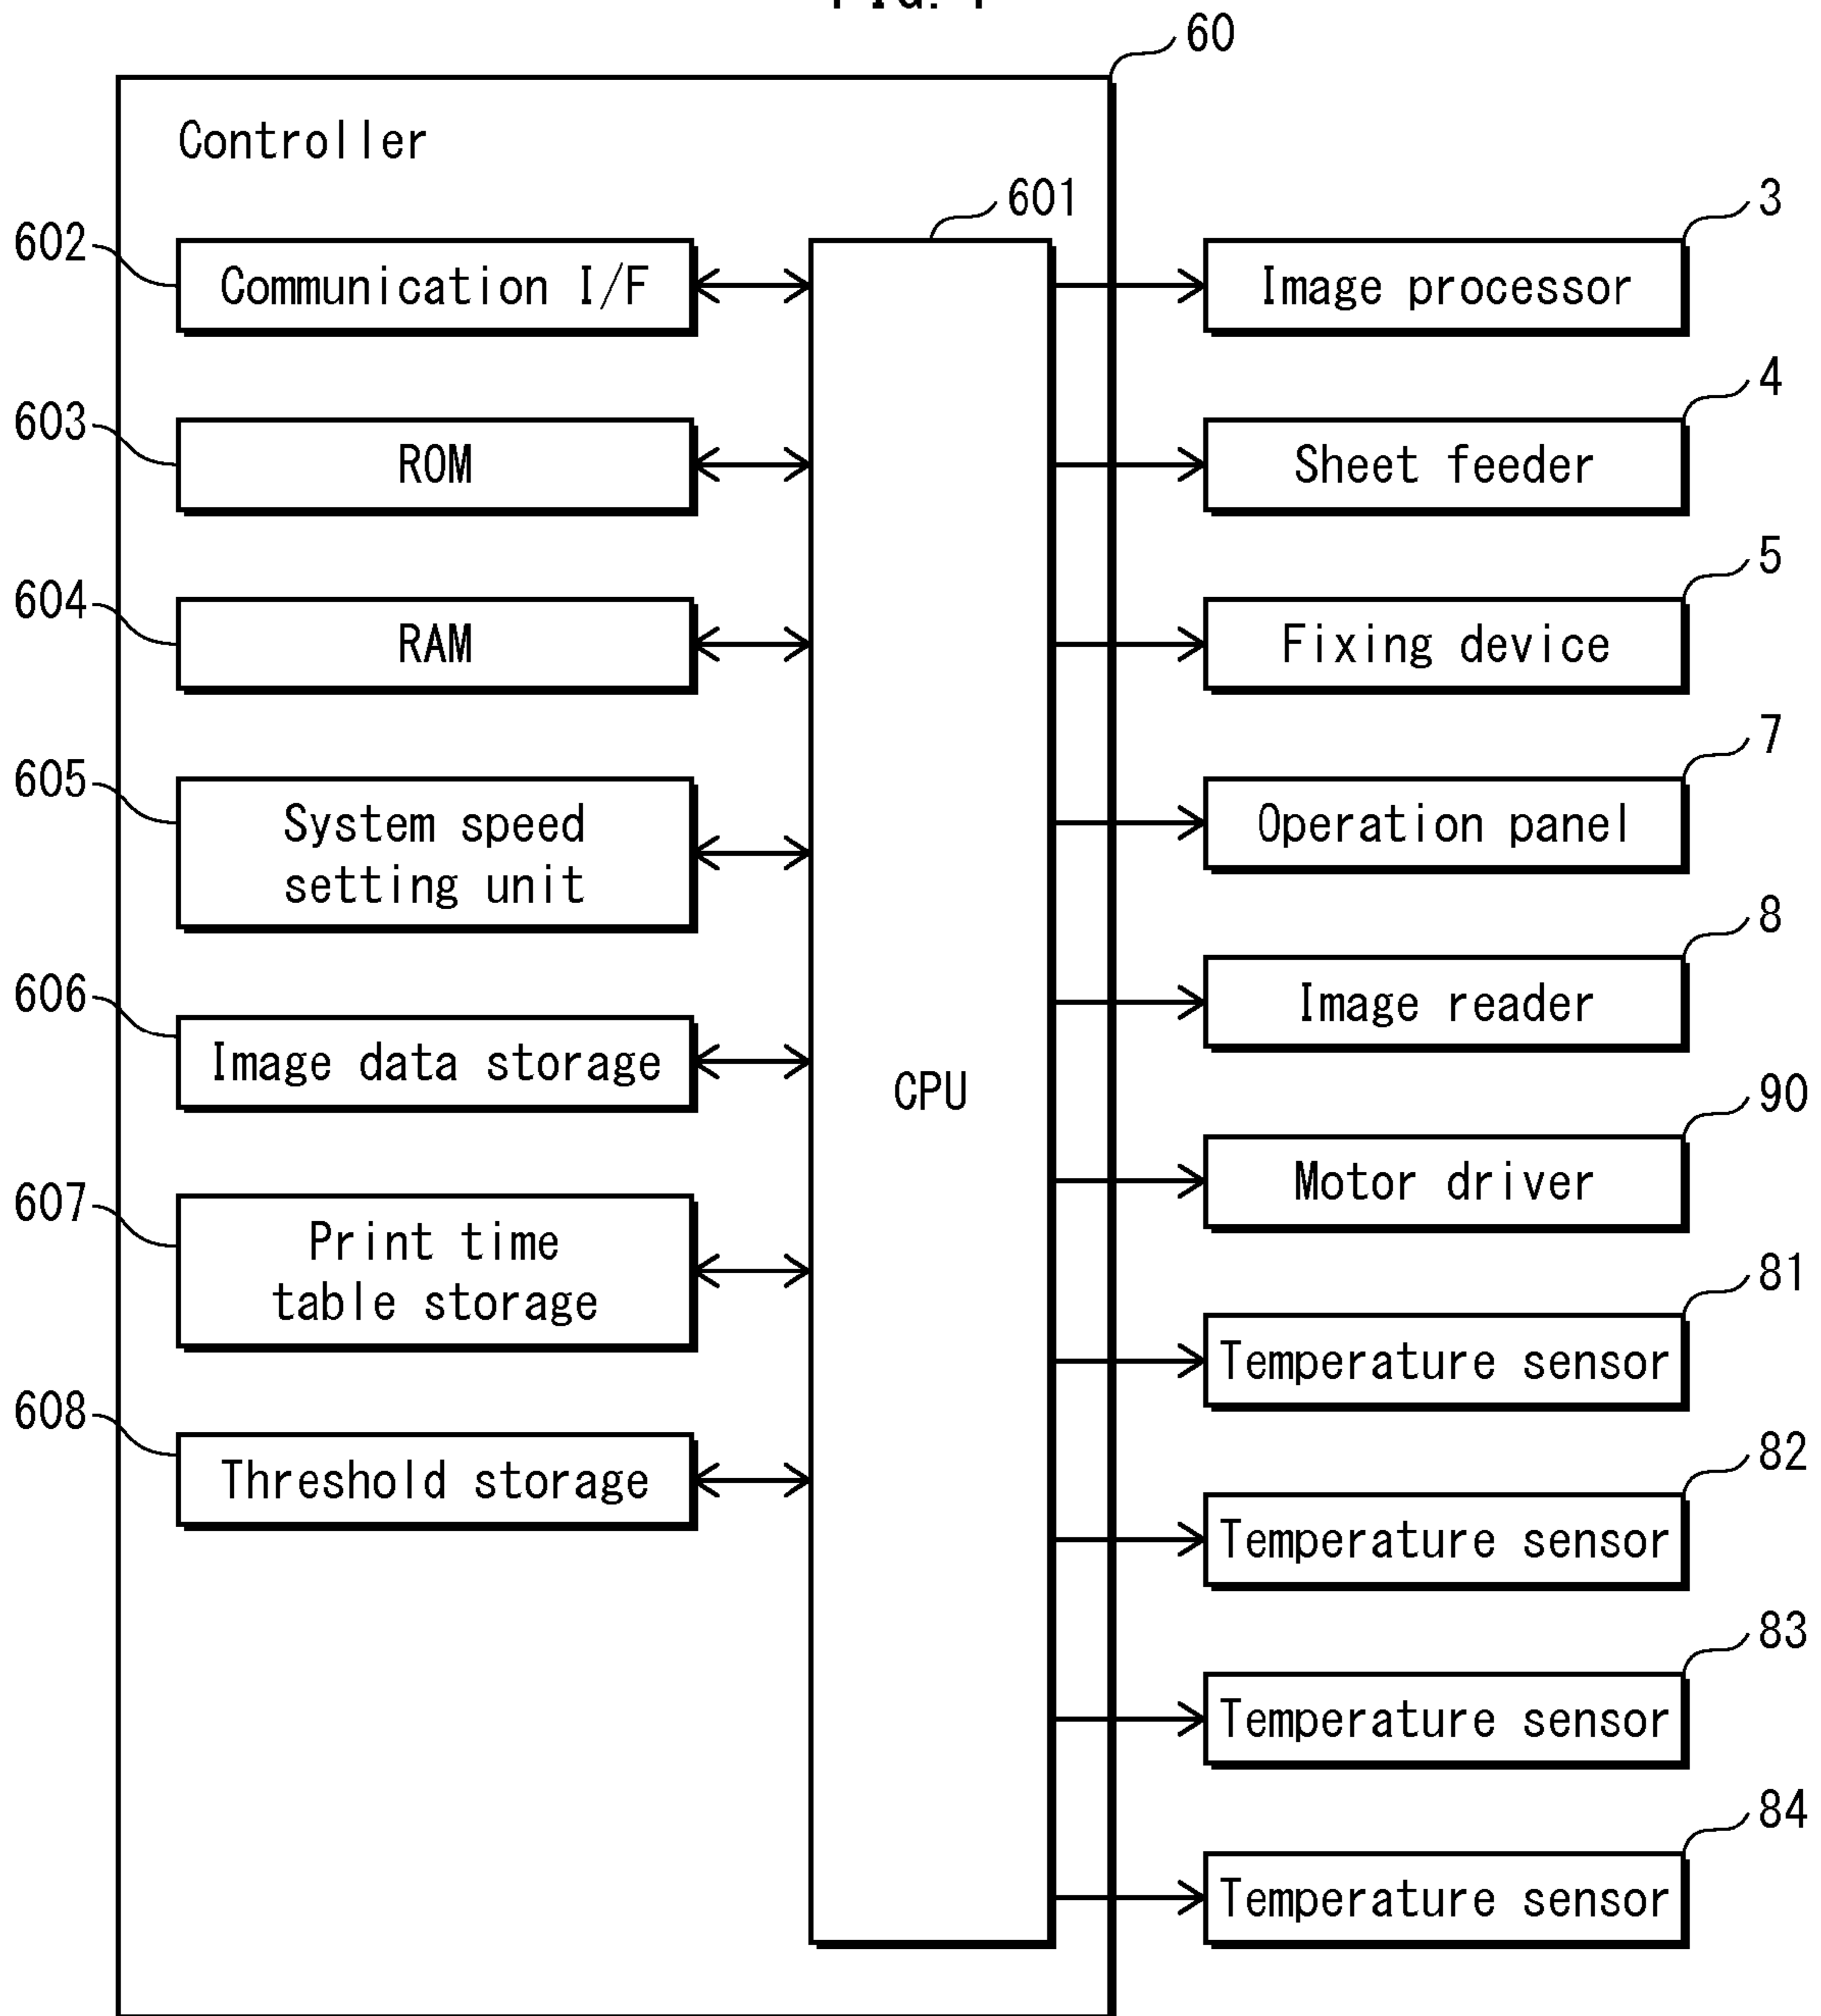 60
Controller
601
3
602
Communication I/F
Image processor
4
603
ROM
Sheet feeder
5
604
RAM
Fixing device
7
605
System speed
setting unit
Operation panel
8
606
Image data storage
Image reader
CPU
90
607
Print time
table storage
Motor driver
81
608
Threshold storage
Temperature sensor
82
Temperature sensor
83
Temperature sensor
84
Temperature sensor